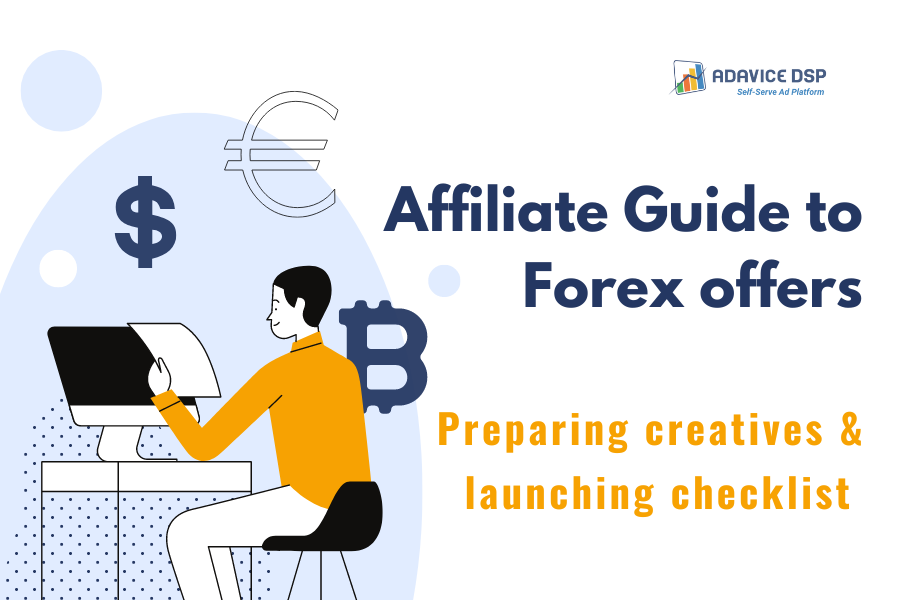 ADAVICE DSP
Self-Serve Ad Platform
Affiliate Guide to
Forex offers
Preparing creatives &
launching checklist